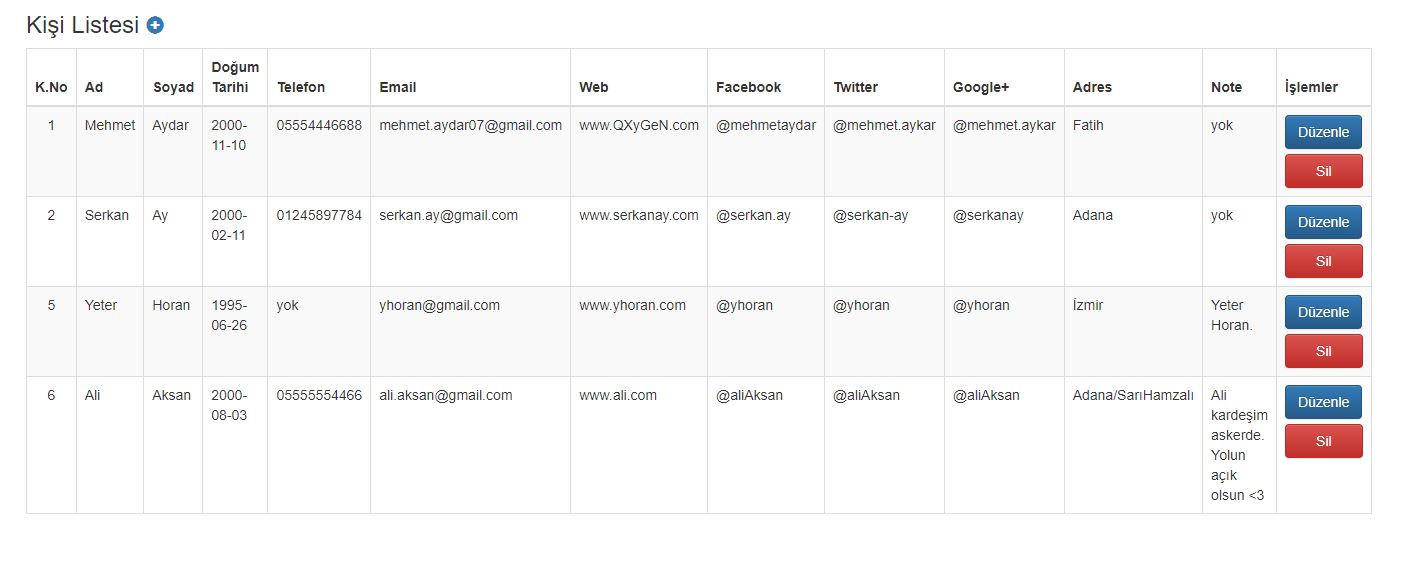 Kişi Listesi
K.No Ad Soyad Doğum Tarihi Telefon Email Web Facebook Twitter Google+ Adres Note İşlemler
1 Mehmet Aydar 2000-11-10 05554446688 mehmet.aydar07@gmail.com www.QXyGeN.com @mehmetaydar @mehmet.aykar @mehmet.aykar Fatih yok Düzenle
Sil
2 Serkan Ay 2000-02-11 01245897784 serkan.ay@gmail.com www.serkanay.com @serkan.ay @serkan-ay @serkanay Adana yok Düzenle
Sil
5 Yeter Horan 1995-06-26 yok yhoran@gmail.com www.yhoran.com @yhoran @yhoran @yhoran İzmir Yeter Horan. Düzenle
Sil
6 Ali Aksan 2000-08-03 05555554466 ali.aksan@gmail.com www.ali.com @aliAksan @aliAksan @aliAksan Adana/SarıHamzalı Ali kardeşim askerde. Yolun açık olsun <3 Düzenle
Sil